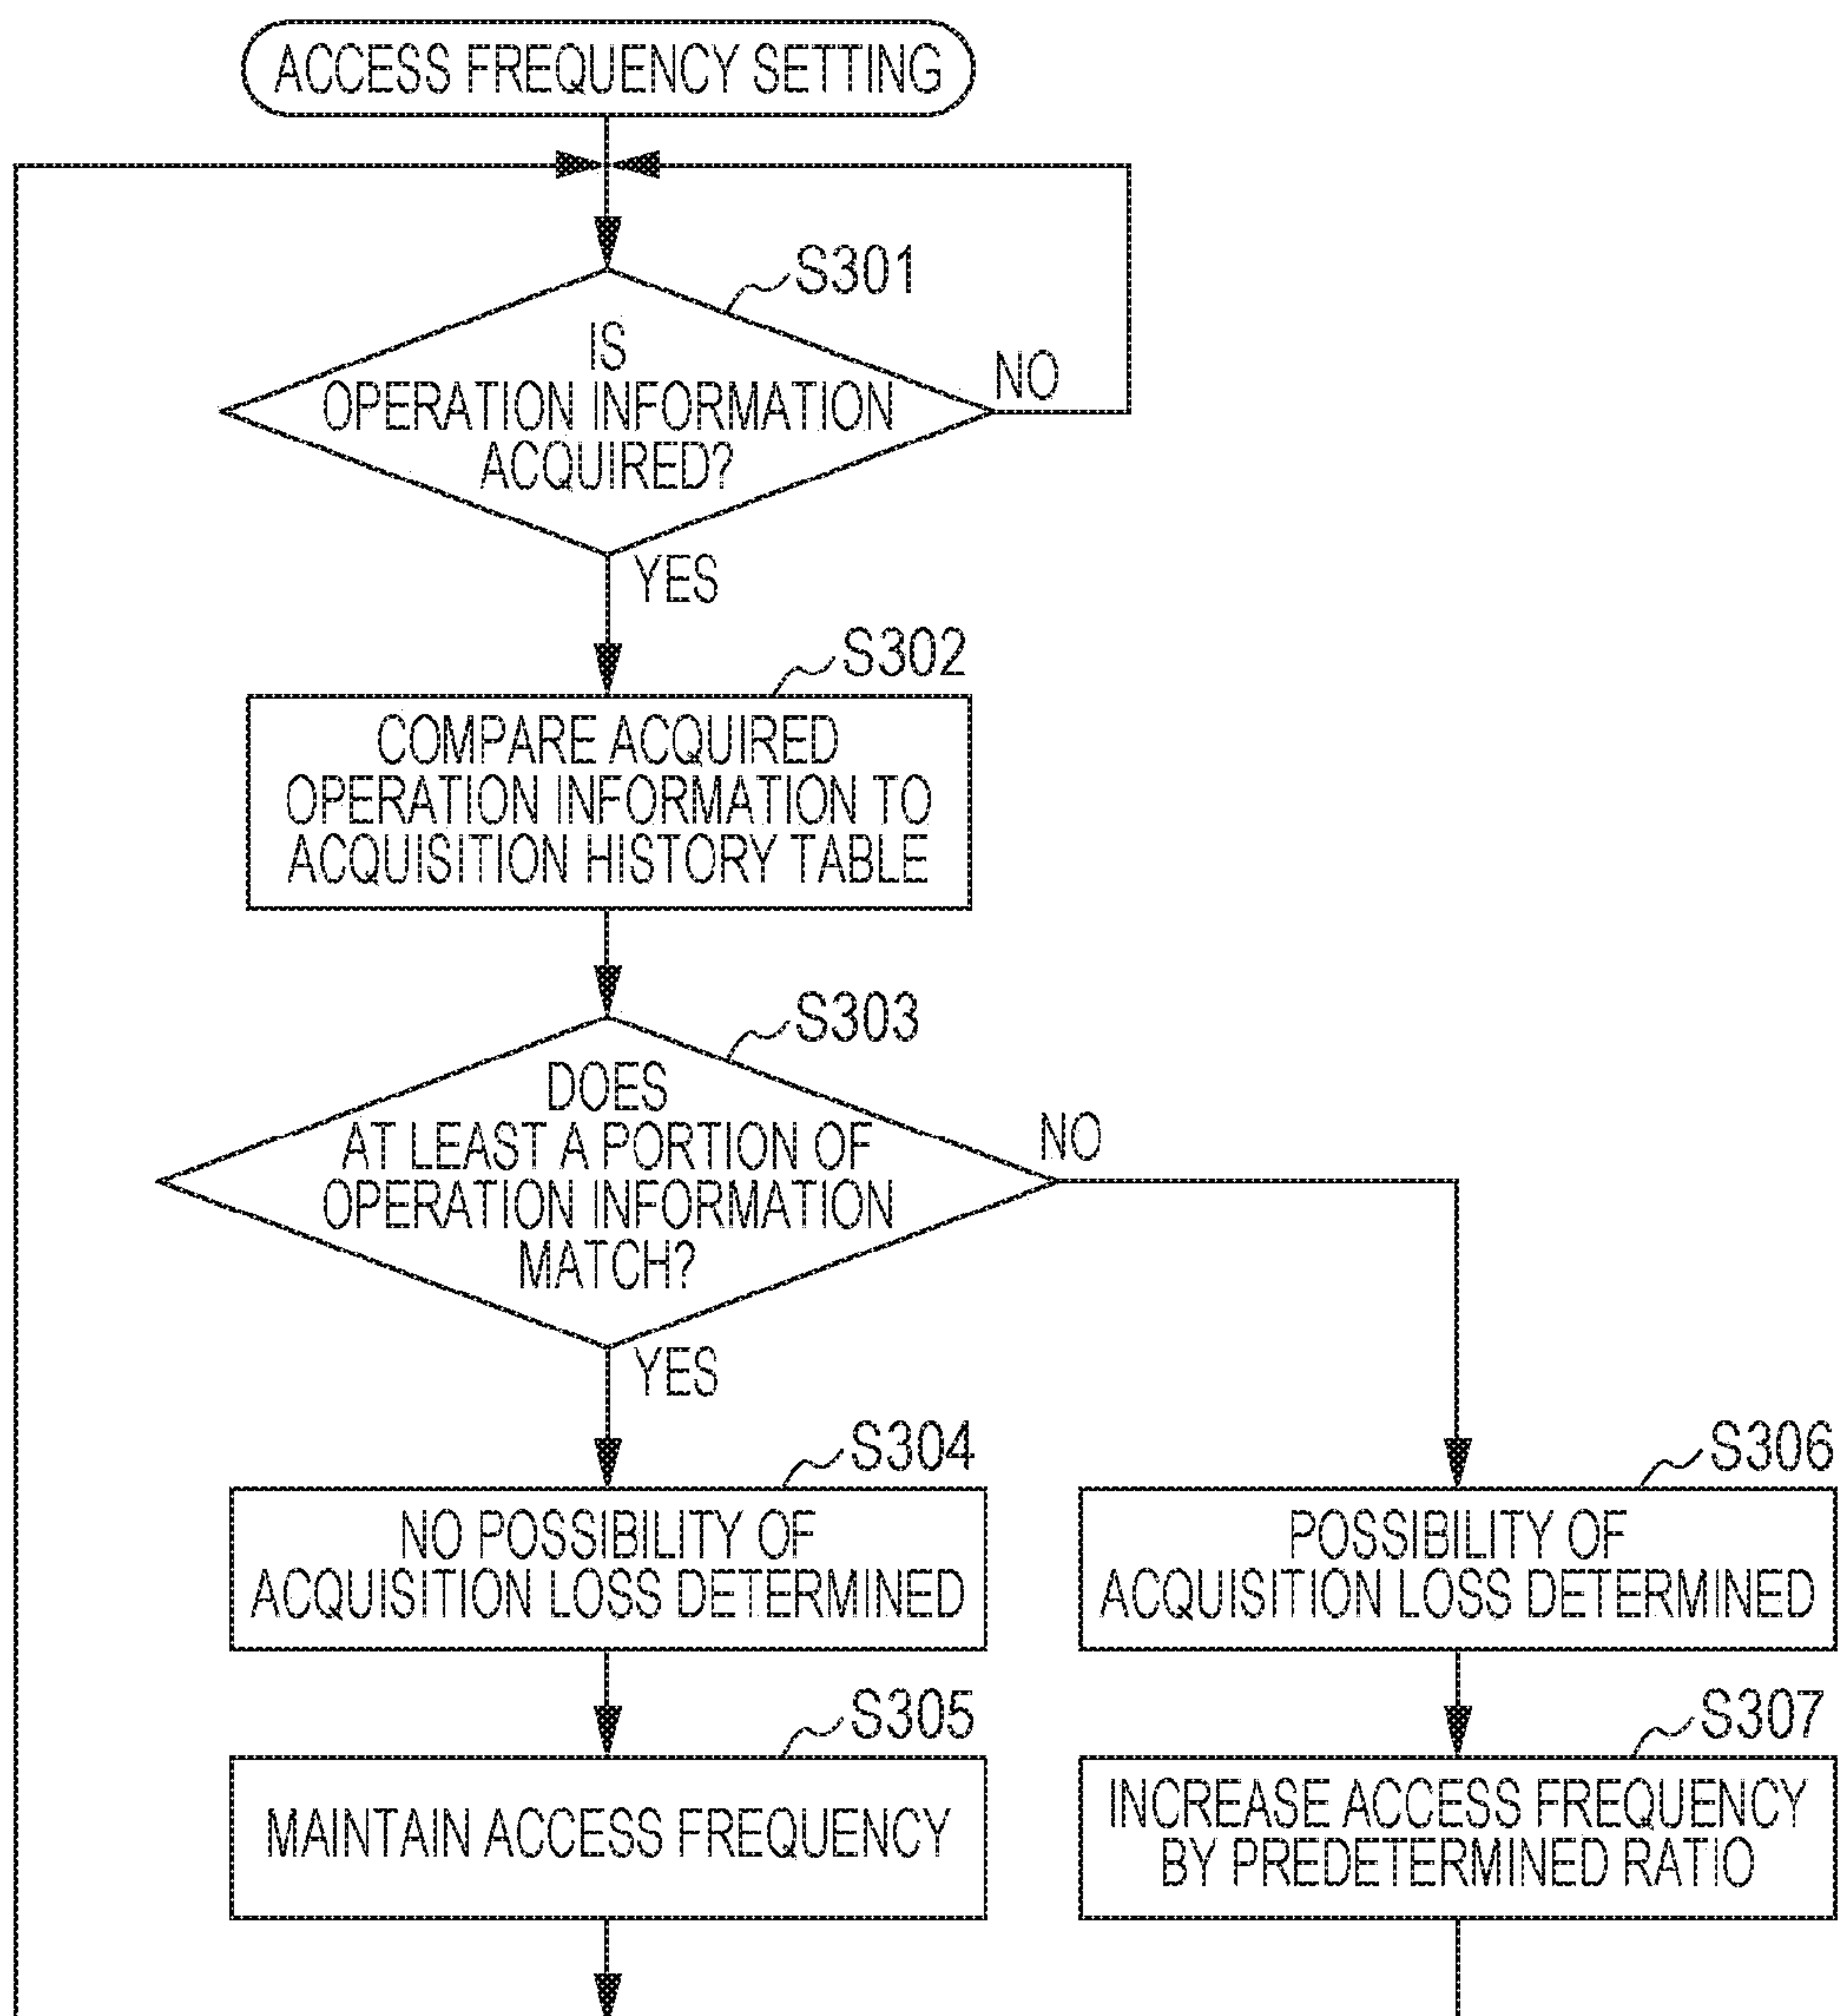 ACCESS FREQUENCY SETTING
S301
IS
OPERATION INFORMATION
ACQUIRED?
NO
YES
S302
COMPARE ACQUIRED
OPERATION INFORMATION TO
ACQUISITION HISTORY TABLE
S303
DOES
AT LEAST A PORTION OF
OPERATION INFORMATION
MATCH?
NO
YES
S304
NO POSSIBILITY OF
ACQUISITION LOSS DETERMINED
S306
POSSIBILITY OF
ACQUISITION LOSS DETERMINED
S305
MAINTAIN ACCESS FREQUENCY
S307
INCREASE ACCESS FREQUENCY
BY PREDETERMINED RATIO